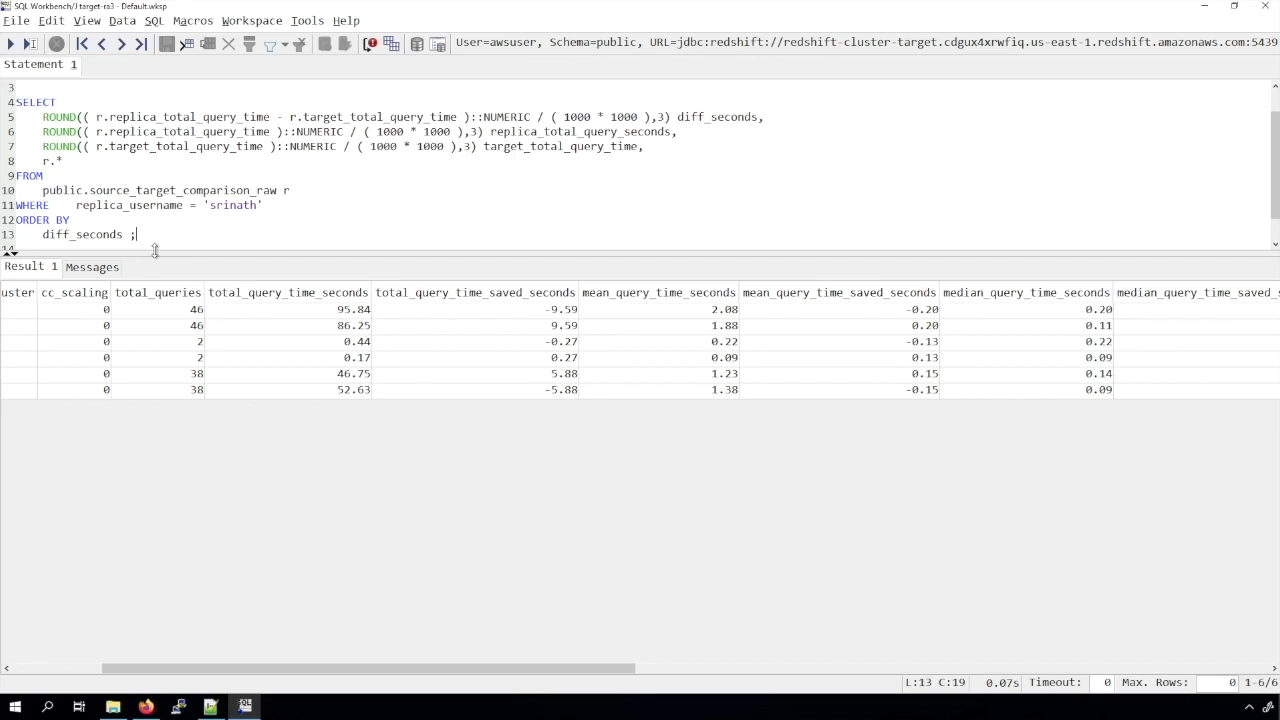 SQL Workbench/J target-ra3 - Default.wksp
File Edit View Data SQL Macros Workspace Tools Help
User=awsuser, Schema=public, URL=jdbc:redshift://redshift-cluster-target.cdgux4xrwfiq.us-east-1.redshift.amazonaws.com:5439
Statement 1
3
4 SELECT
5 ROUND(( r.replica_total_query_time - r.target_total_query_time )::NUMERIC / ( 1000 * 1000 ),3) diff_seconds,
6 ROUND(( r.replica_total_query_time )::NUMERIC / ( 1000 * 1000 ),3) replica_total_query_seconds,
7 ROUND(( r.target_total_query_time )::NUMERIC / ( 1000 * 1000 ),3) target_total_query_time,
8 r.*
9 FROM
10 public.source_target_comparison_raw r
11 WHERE replica_username = 'srinath'
12 ORDER BY
13 diff_seconds ;
14
Result 1 Messages
uster cc_scaling total_queries total_query_time_seconds total_query_time_saved_seconds mean_query_time_seconds mean_query_time_saved_seconds median_query_time_seconds median_query_time_saved_s
0 46 95.84 -9.59 2.08 -0.20 0.20
0 46 86.25 9.59 1.88 0.20 0.11
0 2 0.44 -0.27 0.22 -0.13 0.22
0 2 0.17 0.27 0.09 0.13 0.09
0 38 46.75 5.88 1.23 0.15 0.14
0 38 52.63 -5.88 1.38 -0.15 0.09
L:13 C:19 0.07s Timeout: 0 Max. Rows: 0 1-6/6